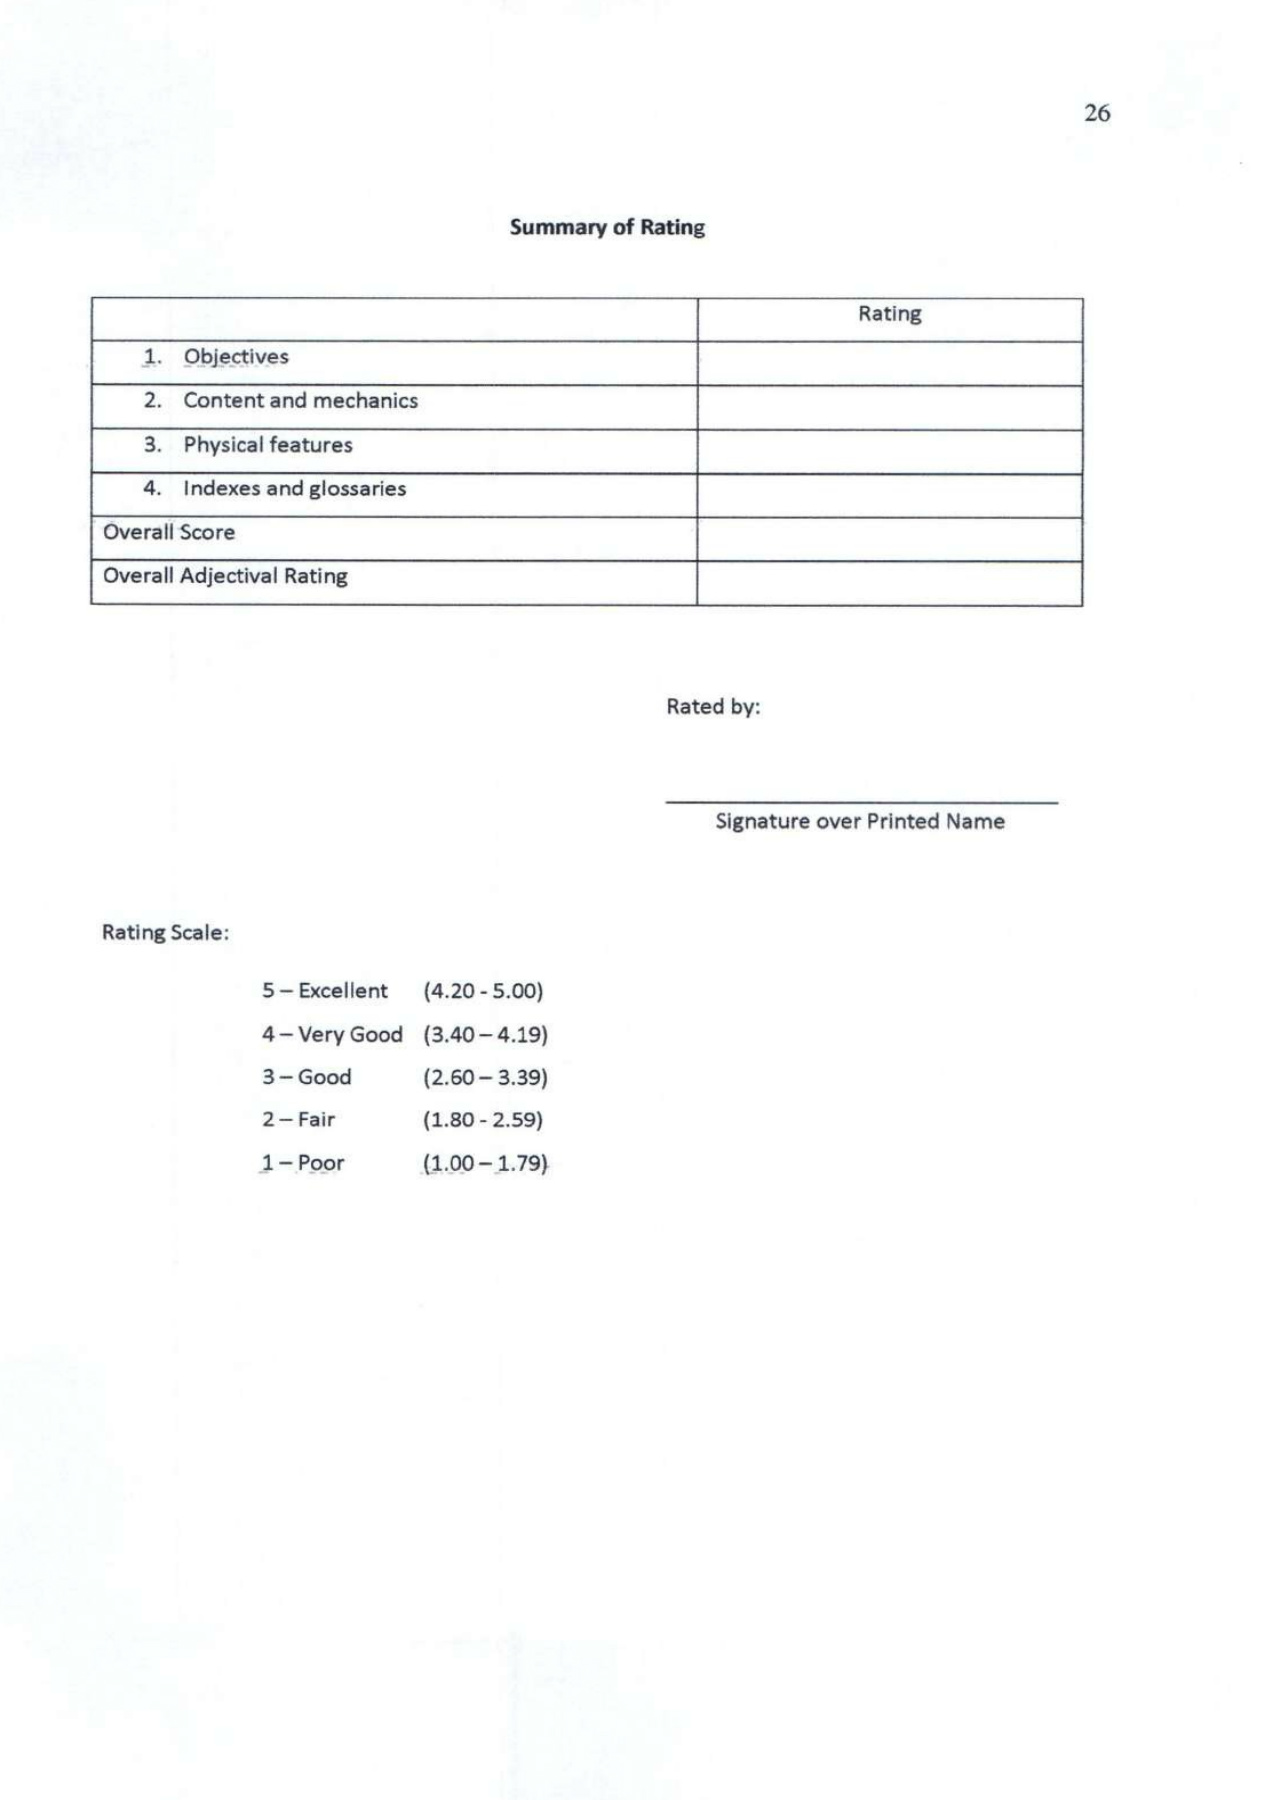 26
Summary of Rating
Rating
1. Objectives
2. Content and mechanics
3. Physical features
4. Indexes and glossaries
Overall Score
Overall Adjectival Rating
Rated by:
Signature over Printed Name
Rating Scale:
5 – Excellent (4.20 - 5.00)
4 – Very Good (3.40 – 4.19)
3 – Good (2.60 – 3.39)
2 – Fair (1.80 - 2.59)
1 – Poor (1.00 – 1.79)